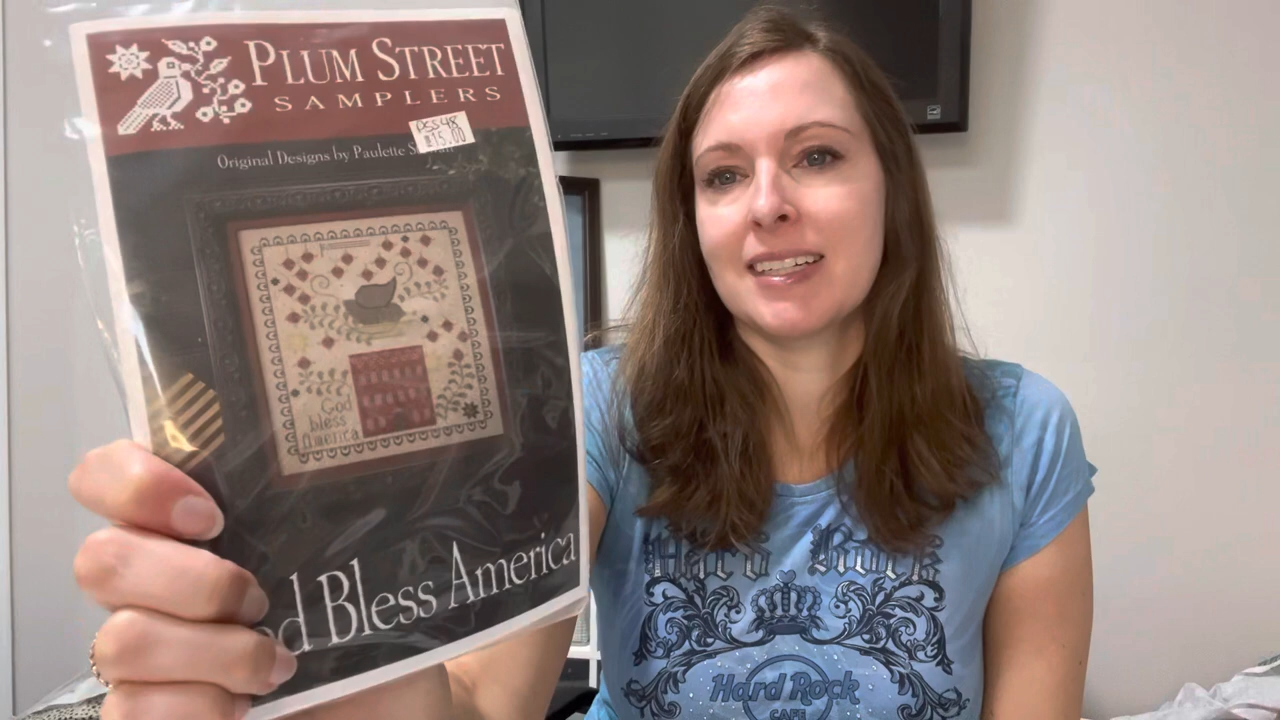 PLUM STREET
SAMPLERS
PSS48
15.00
Original Designs by Paulette
God
bless
America
Bless America
Hard Rock
Hard Rock
CAFE